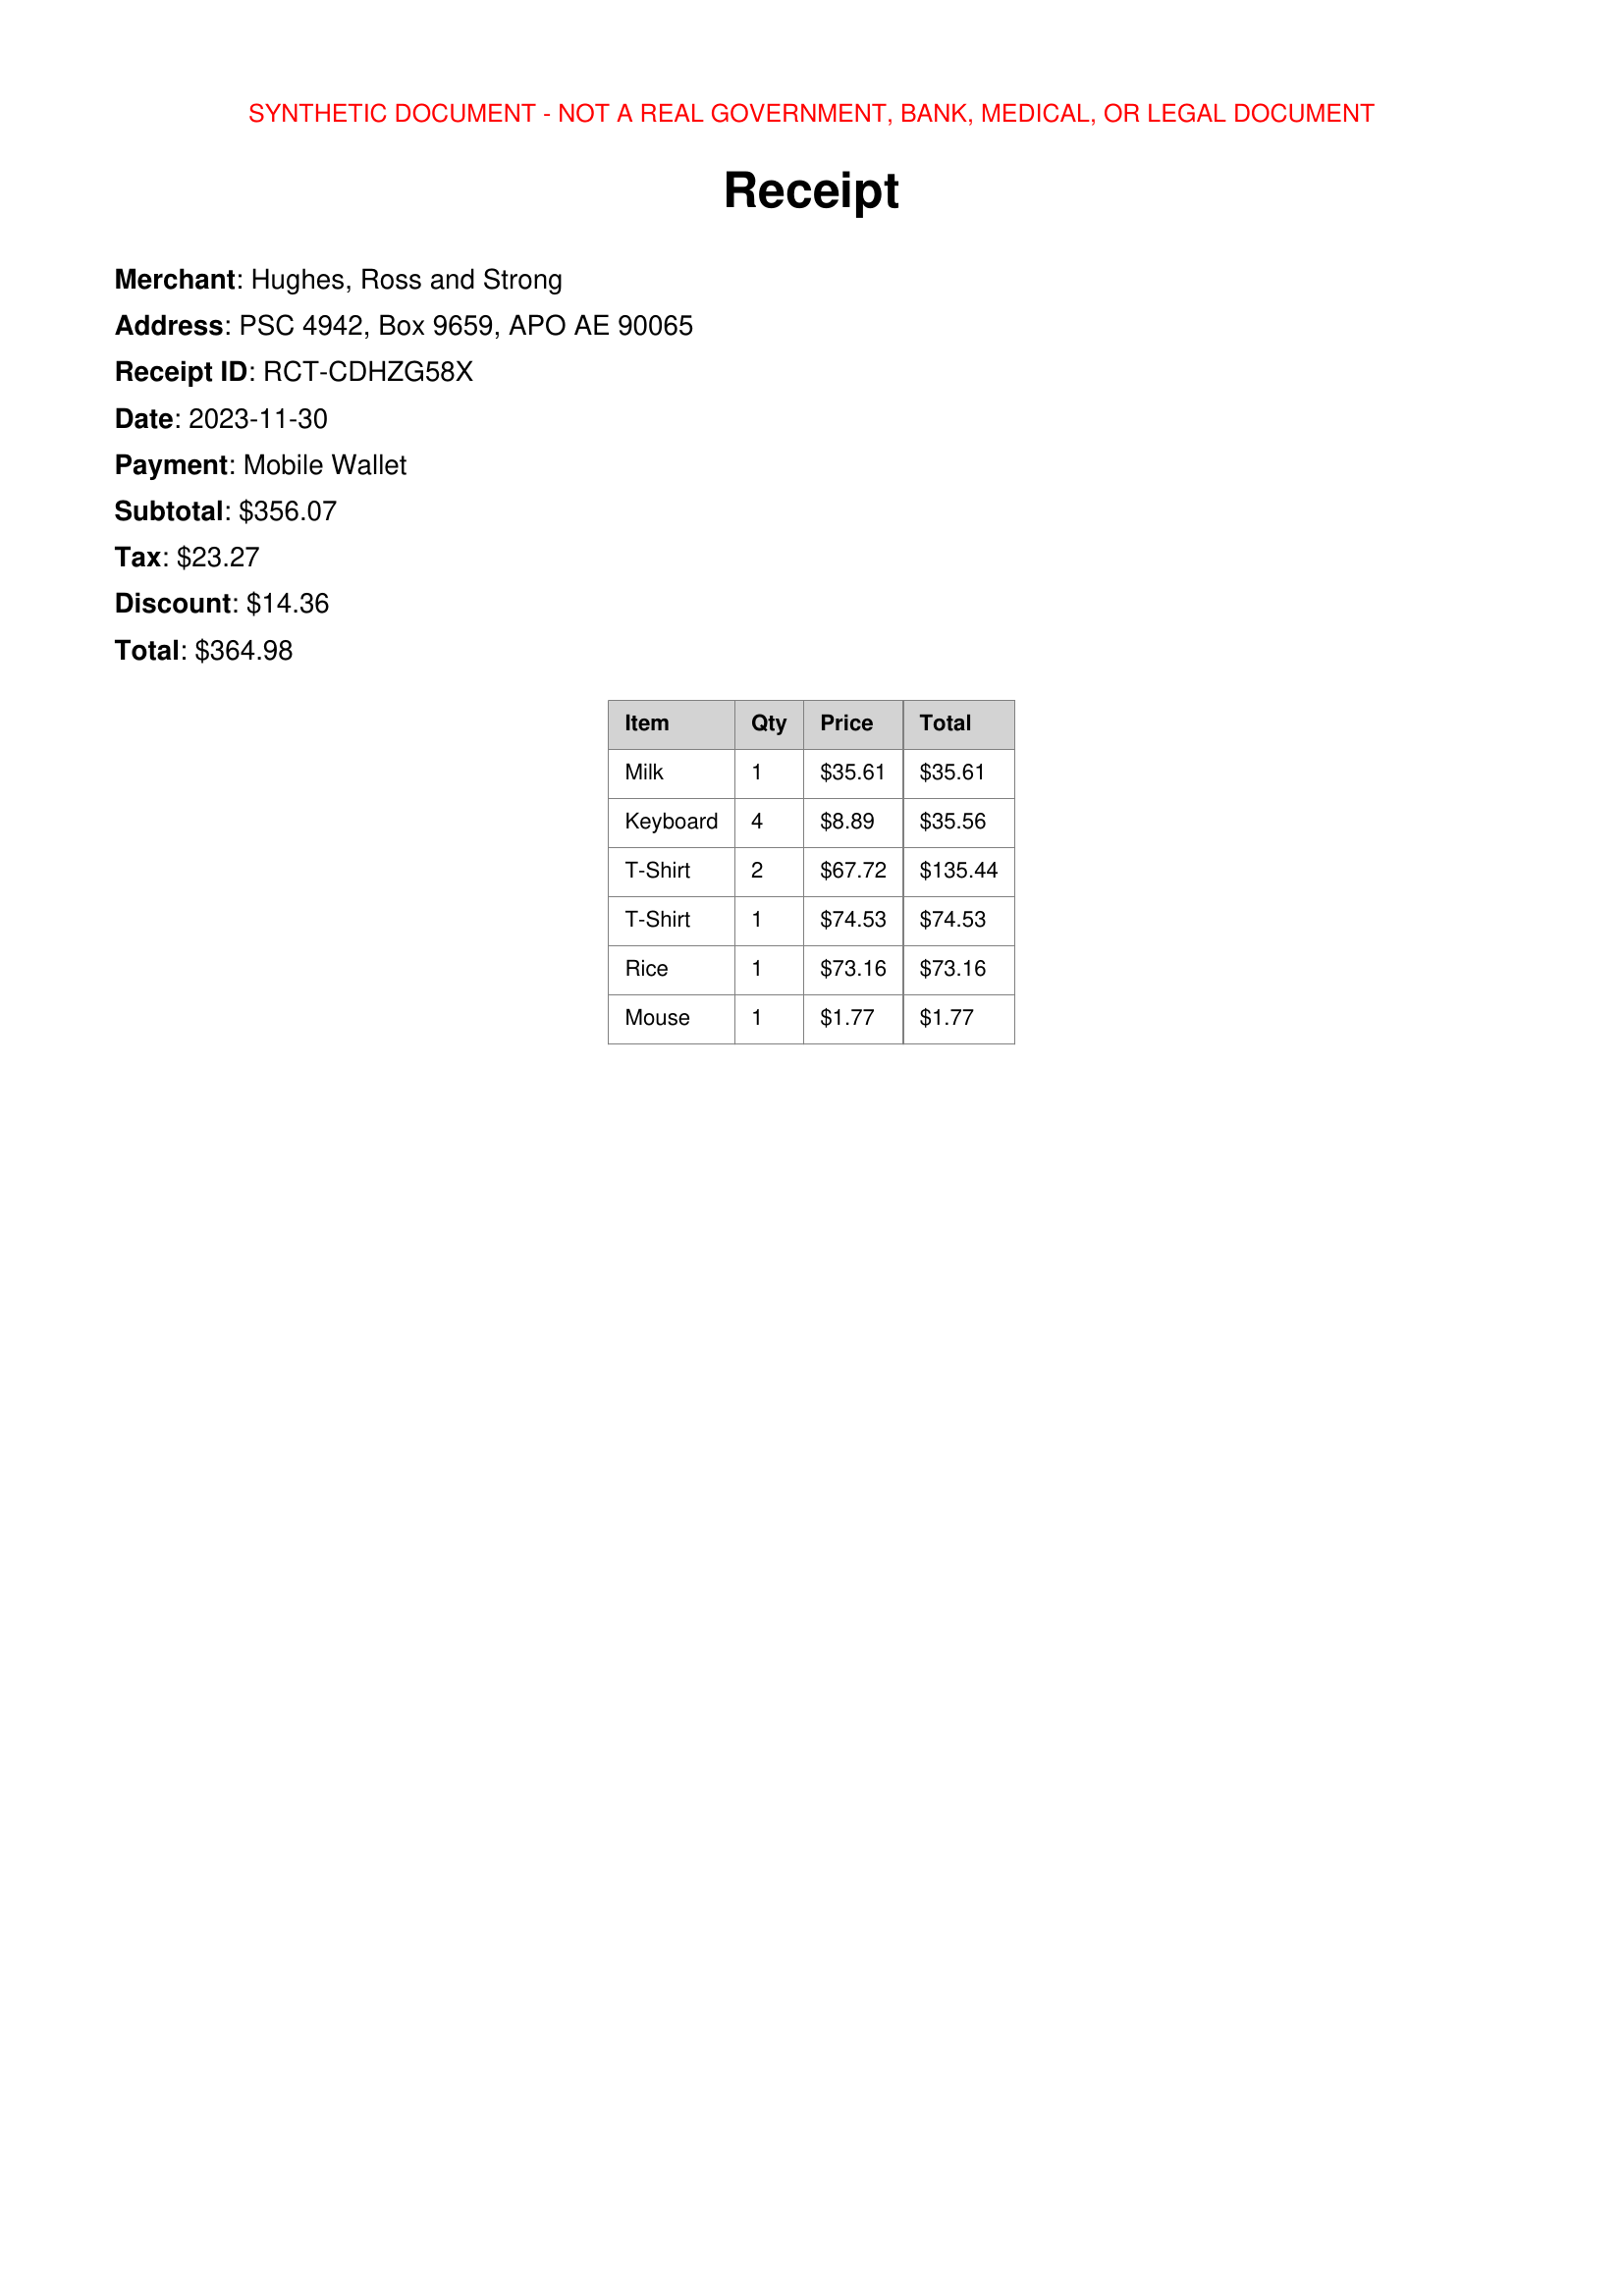 SYNTHETIC DOCUMENT - NOT A REAL GOVERNMENT, BANK, MEDICAL, OR LEGAL DOCUMENT
Receipt
Merchant: Hughes, Ross and Strong
Address: PSC 4942, Box 9659, APO AE 90065
Receipt ID: RCT-CDHZG58X
Date: 2023-11-30
Payment: Mobile Wallet
Subtotal: $356.07
Tax: $23.27
Discount: $14.36
Total: $364.98
Item Qty Price Total
Milk 1 $35.61 $35.61
Keyboard 4 $8.89 $35.56
T-Shirt 2 $67.72 $135.44
T-Shirt 1 $74.53 $74.53
Rice 1 $73.16 $73.16
Mouse 1 $1.77 $1.77